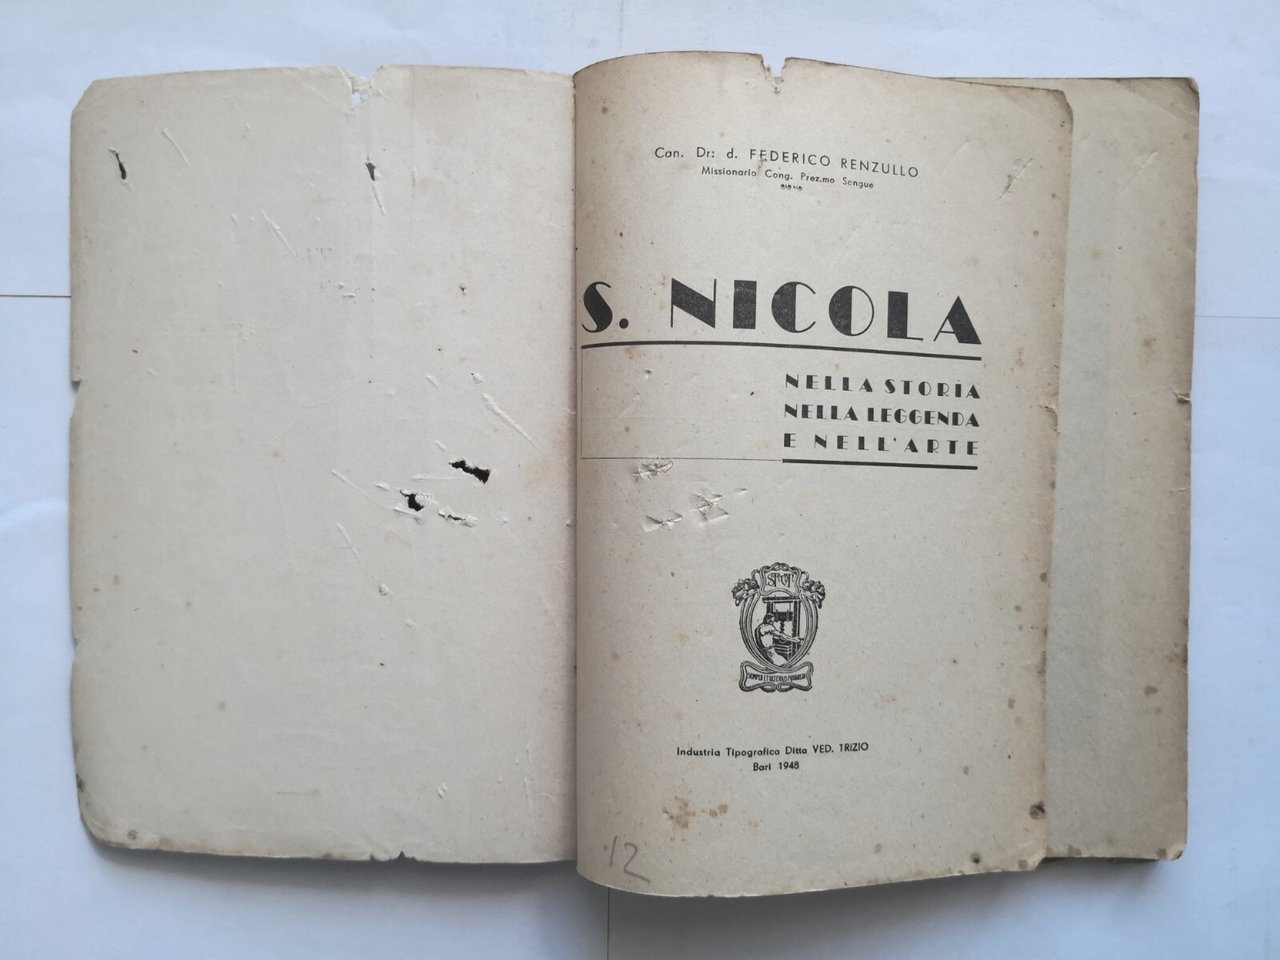 Can. Dr: d. FEDERICO RENZULLO
Missionario Cong. Prez.mo Sangue
S. NICOLA
NELLA STORIA
NELLA LEGGENDA
E NELL'ARTE
Industria Tipografica Ditta VED. TRIZIO
Bari 1948
12